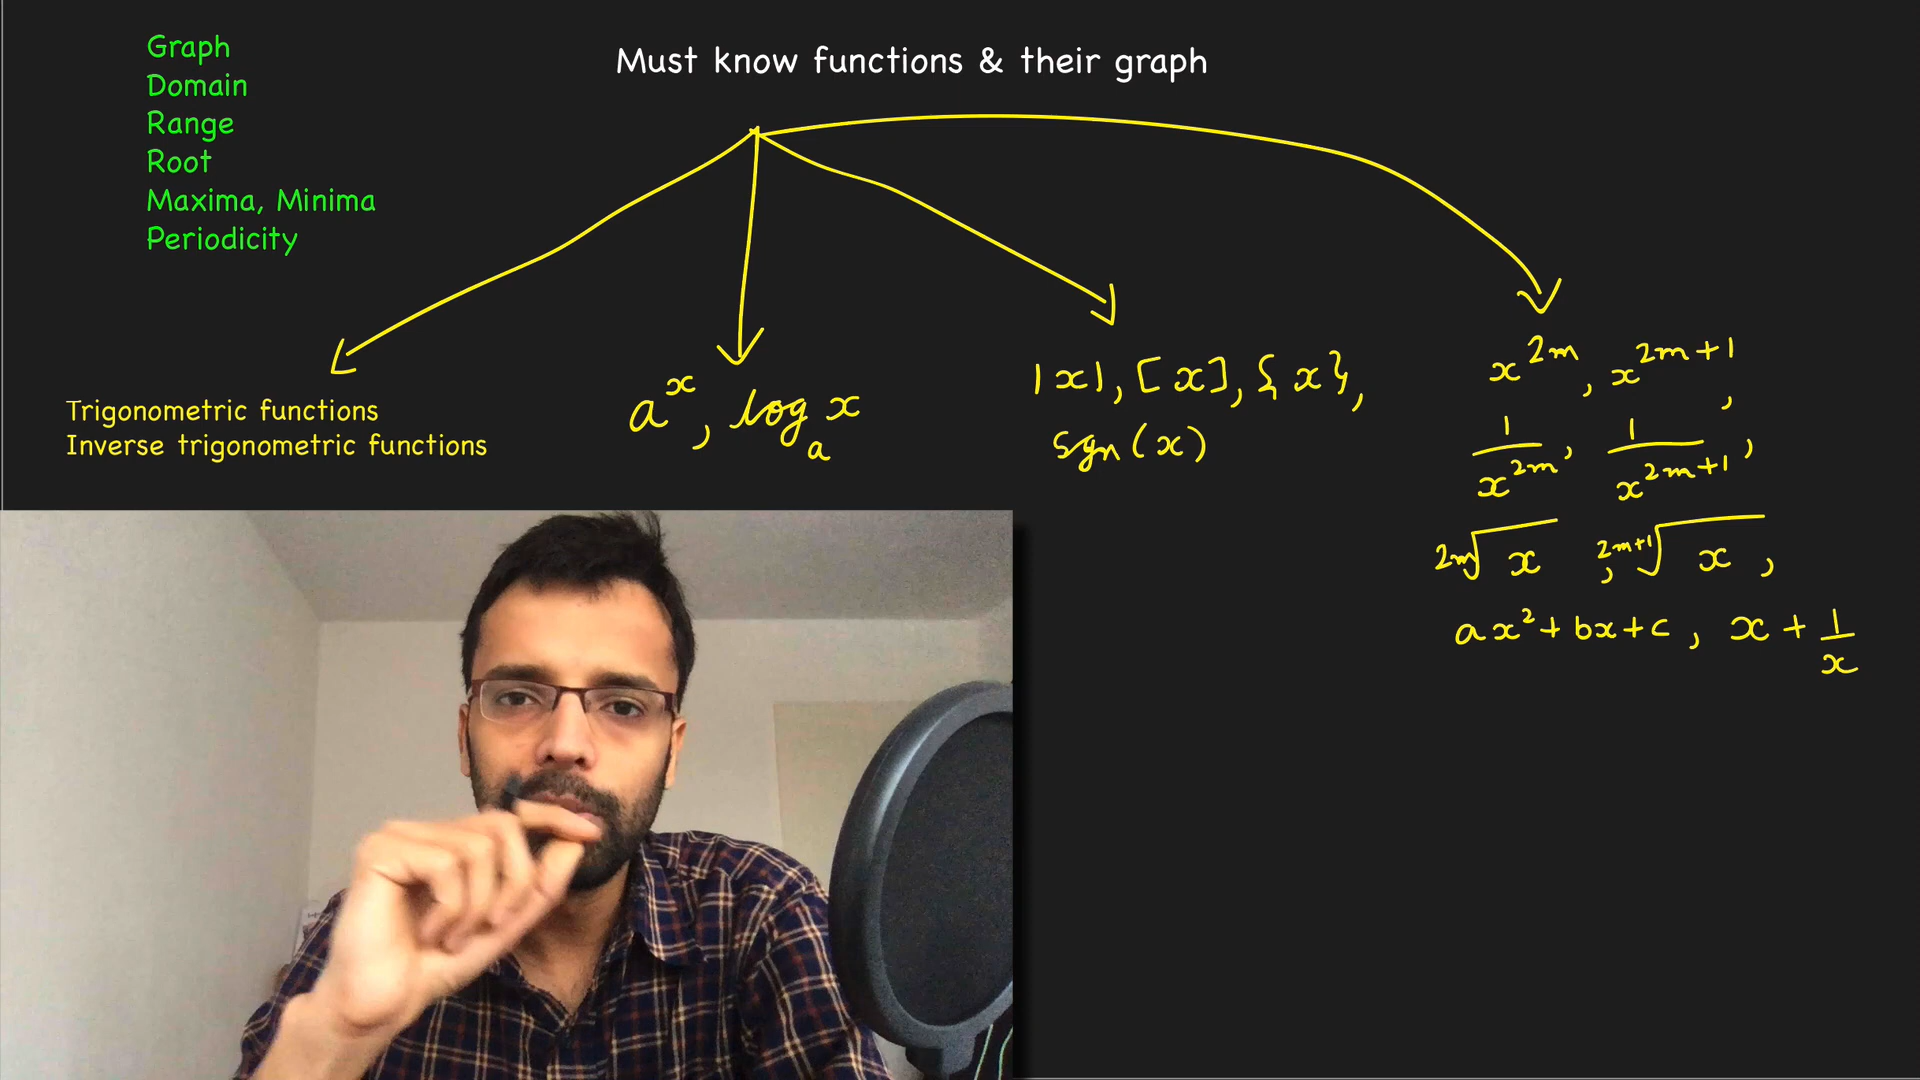 Graph
Domain
Range
Root
Maxima, Minima
Periodicity
Must know functions & their graph
Trigonometric functions
Inverse trigonometric functions
a^x, log_a x
|x|, [x], {x},
sgn(x)
x^{2m}, x^{2m+1},
1/x^{2m}, 1/x^{2m+1},
2m√x, 2m+1√x,
ax²+bx+c, x+1/x